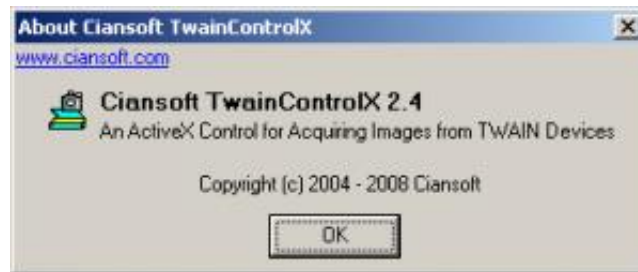 About Ciansoft TwainControlX
www.ciansoft.com
Ciansoft TwainControlX 2.4
An ActiveX Control for Acquiring Images from TWAIN Devices
Copyright (c) 2004 - 2008 Ciansoft
OK